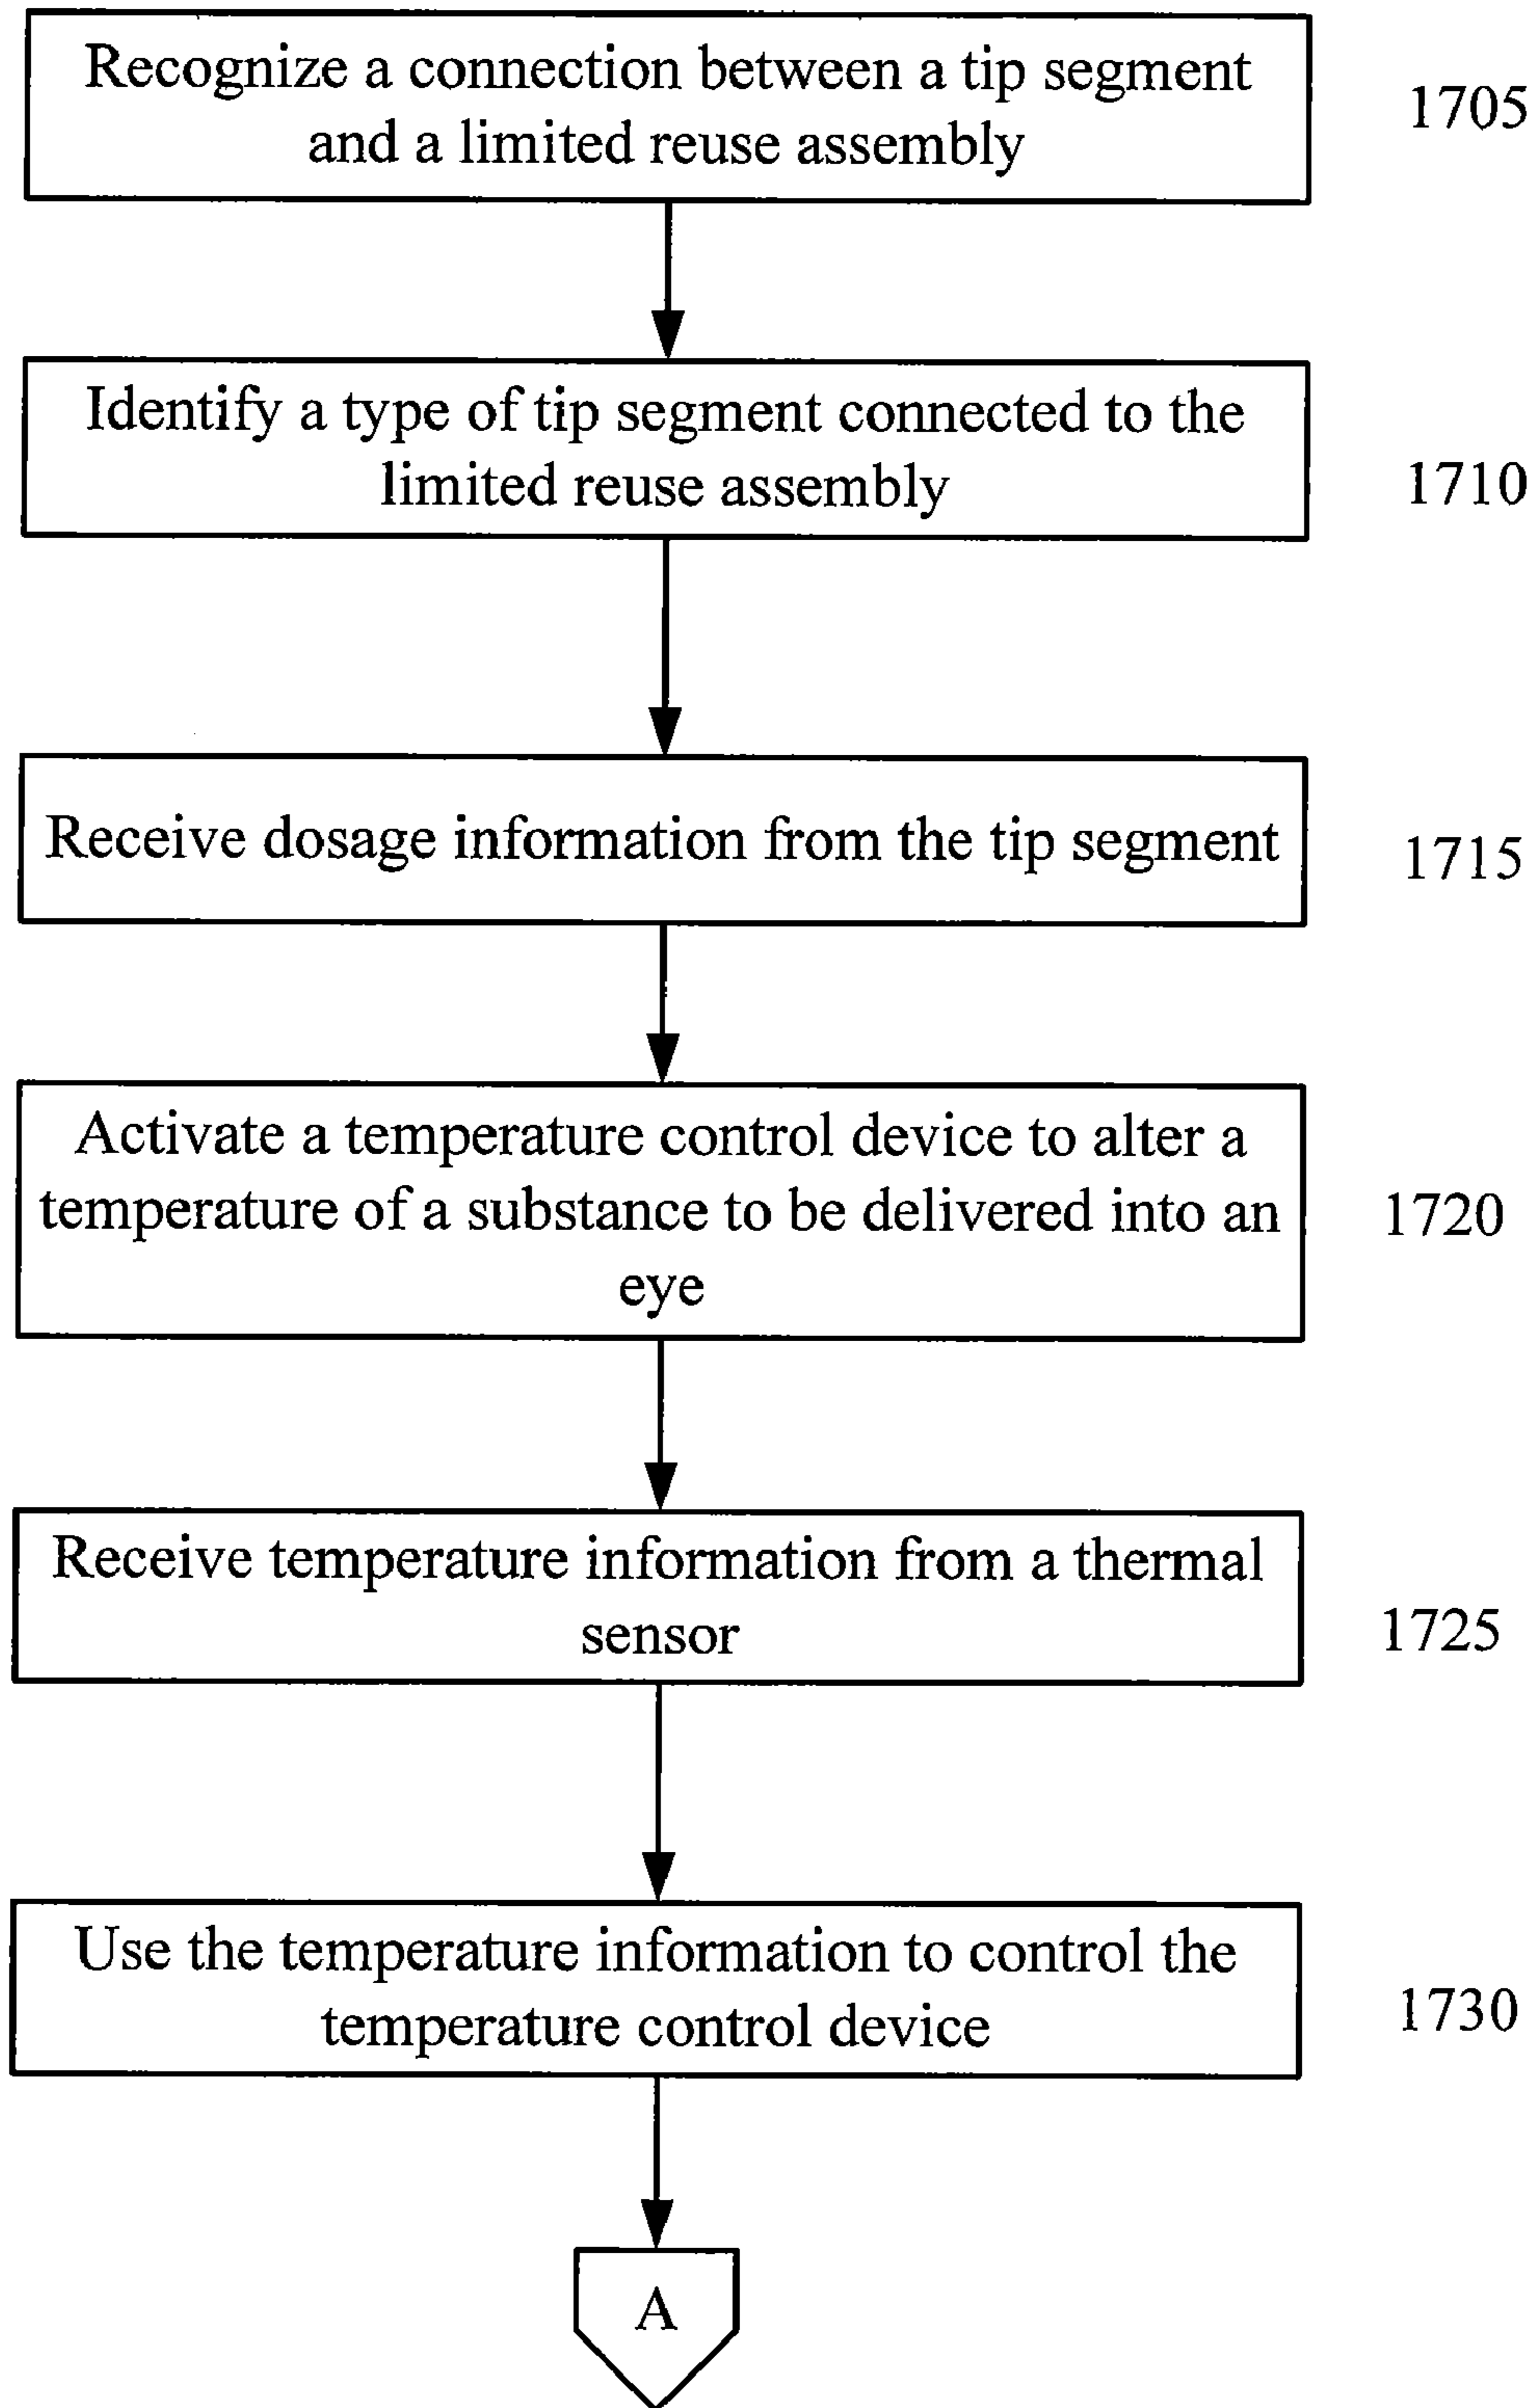 Recognize a connection between a tip segment
and a limited reuse assembly
1705
Identify a type of tip segment connected to the
limited reuse assembly
1710
Receive dosage information from the tip segment
1715
Activate a temperature control device to alter a
temperature of a substance to be delivered into an
eye
1720
Receive temperature information from a thermal
sensor
1725
Use the temperature information to control the
temperature control device
1730
A